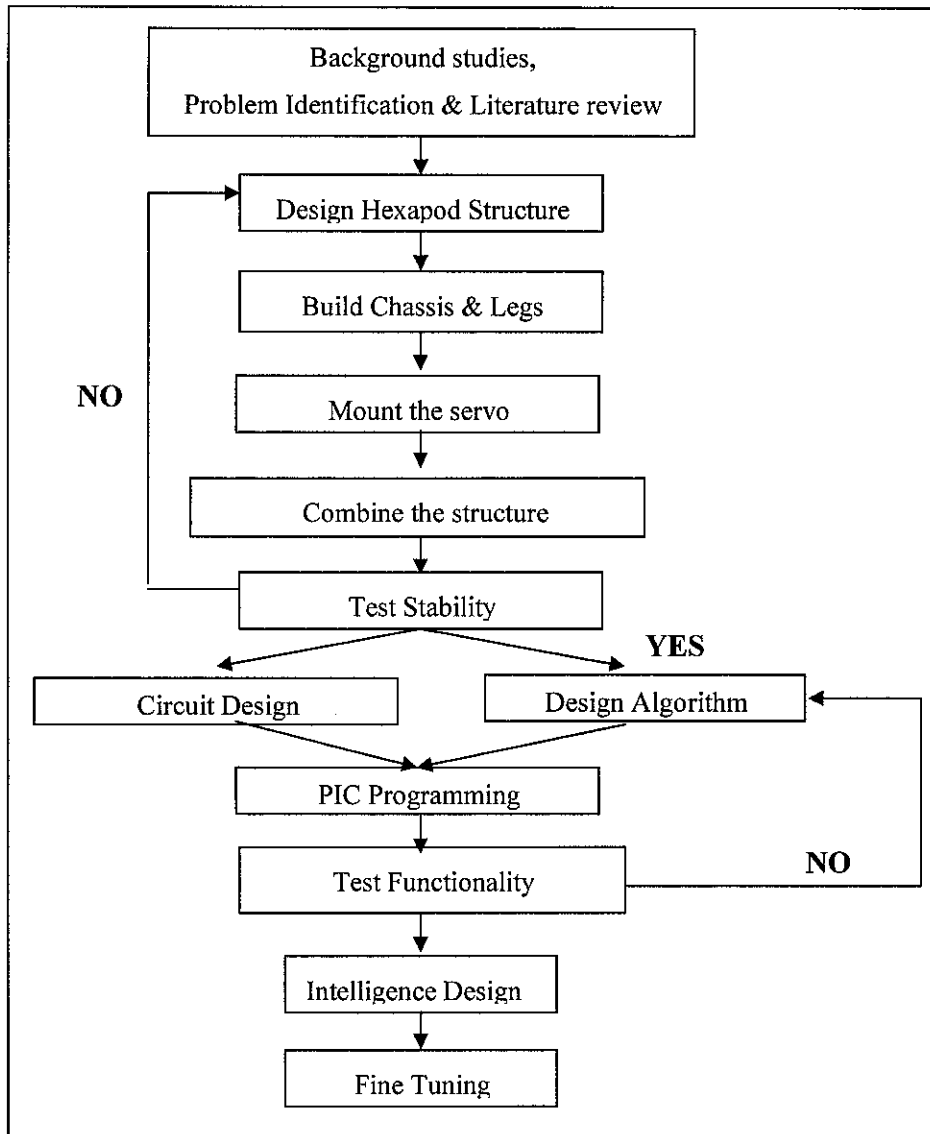 Background studies,
Problem Identification & Literature review
Design Hexapod Structure
Build Chassis & Legs
NO
Mount the servo
Combine the structure
Test Stability
YES
Circuit Design
Design Algorithm
PIC Programming
NO
Test Functionality
Intelligence Design
Fine Tuning